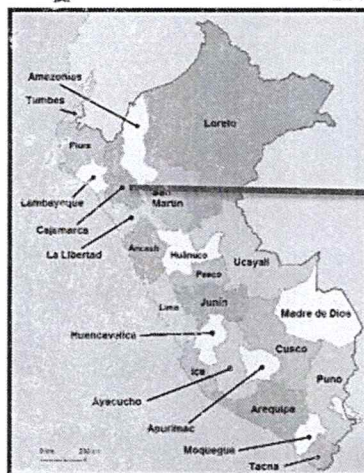 Amazonas
Tumbes
Loreto
Piura
Lambayeque
San
Martín
Cajamarca
La Libertad
Ancash
Huánuco
Ucayali
Pasco
Lima
Junín
Madre de Dios
Huancavelica
Cusco
Ica
Puno
Ayacucho
Apurímac
Arequipa
Moquegua
Tacna